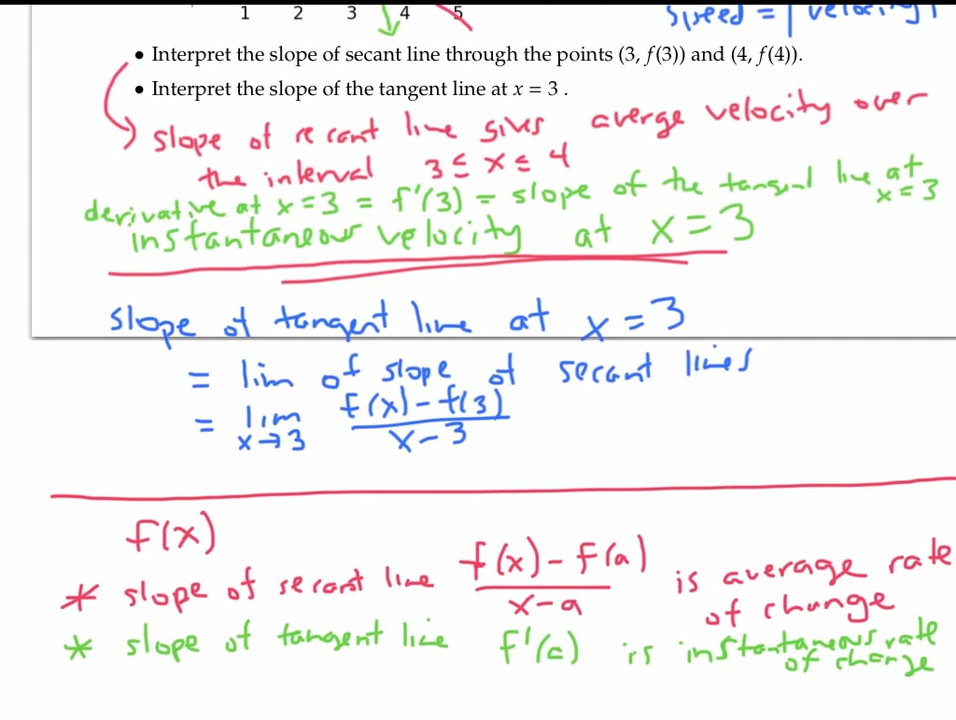 1 2 3 4 5
speed = | velocity |
• Interpret the slope of secant line through the points (3, f(3)) and (4, f(4)).
• Interpret the slope of the tangent line at x = 3 .
slope of secant line gives averge velocity over
the interval 3 ≤ x ≤ 4
derivative at x = 3 = f'(3) = slope of the tangent line at
x = 3
instantaneous velocity at x = 3
slope of tangent line at x = 3
= lim of slope of secant lines
= lim x→3 f(x) - f(3) / x - 3
f(x)
* slope of secant line f(x) - f(a) / x - a is average rate
of change
* slope of tangent line f'(a) is instantaneous rate
of change